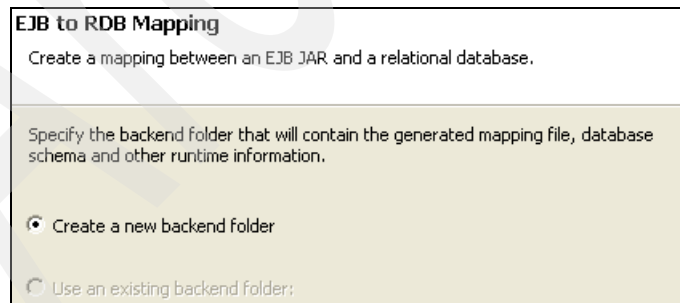 EJB to RDB Mapping
Create a mapping between an EJB JAR and a relational database.
Specify the backend folder that will contain the generated mapping file, database
schema and other runtime information.
Create a new backend folder
Use an existing backend folder: